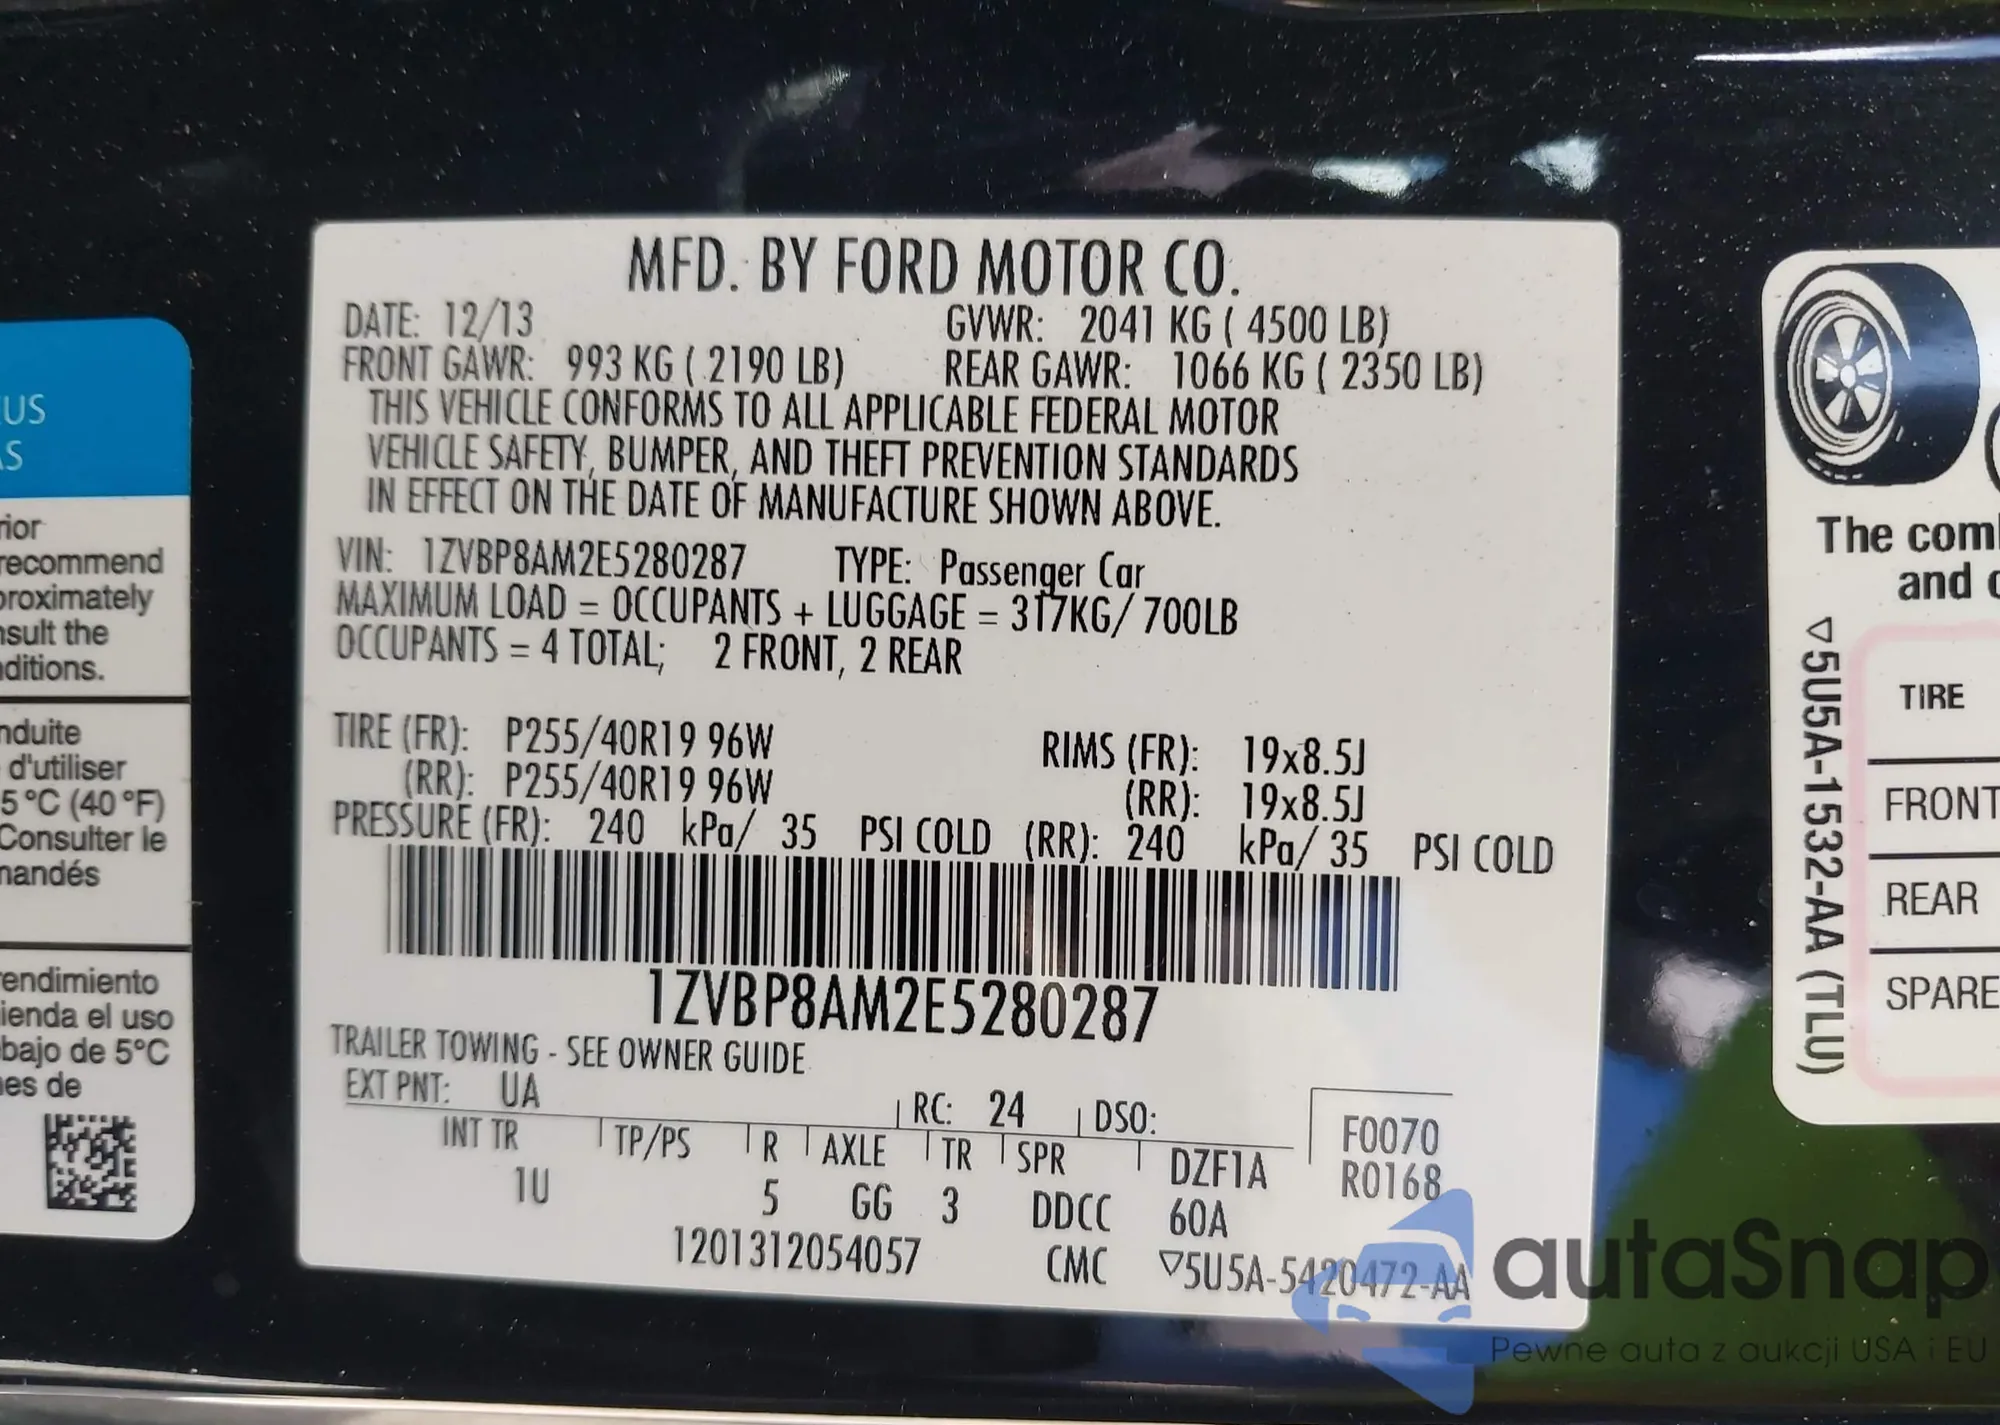 MFD. BY FORD MOTOR CO.
DATE: 12/13 GVWR: 2041 KG ( 4500 LB)
FRONT GAWR: 993 KG ( 2190 LB) REAR GAWR: 1066 KG ( 2350 LB)
THIS VEHICLE CONFORMS TO ALL APPLICABLE FEDERAL MOTOR
VEHICLE SAFETY, BUMPER, AND THEFT PREVENTION STANDARDS
IN EFFECT ON THE DATE OF MANUFACTURE SHOWN ABOVE.
VIN: 1ZVBP8AM2E5280287 TYPE: Passenger Car
MAXIMUM LOAD = OCCUPANTS + LUGGAGE = 317KG/ 700LB
OCCUPANTS = 4 TOTAL; 2 FRONT, 2 REAR
TIRE (FR): P255/40R19 96W RIMS (FR): 19x8.5J
(RR): P255/40R19 96W (RR): 19x8.5J
PRESSURE (FR): 240 kPa/ 35 PSI COLD (RR): 240 kPa/ 35 PSI COLD
1ZVBP8AM2E5280287
TRAILER TOWING - SEE OWNER GUIDE
EXT PNT: UA RC: 24 DSO: F0070
INT TR TP/PS R AXLE TR SPR DZF1A R0168
1U 5 GG 3 DDCC 60A
1201312054057 CMC ▽5U5A-5420472-AA
US
AS
rior
recommend
proximately
nsult the
nditions.
nduite
d'utiliser
5 °C (40 °F)
Consulter le
mandés
rendimiento
ienda el uso
bajo de 5°C
nes de
The com
and
▽5U5A-1532-AA (TLU)
TIRE
FRONT
REAR
SPARE
autaSnap
Pewne auta z aukcji USA i EU